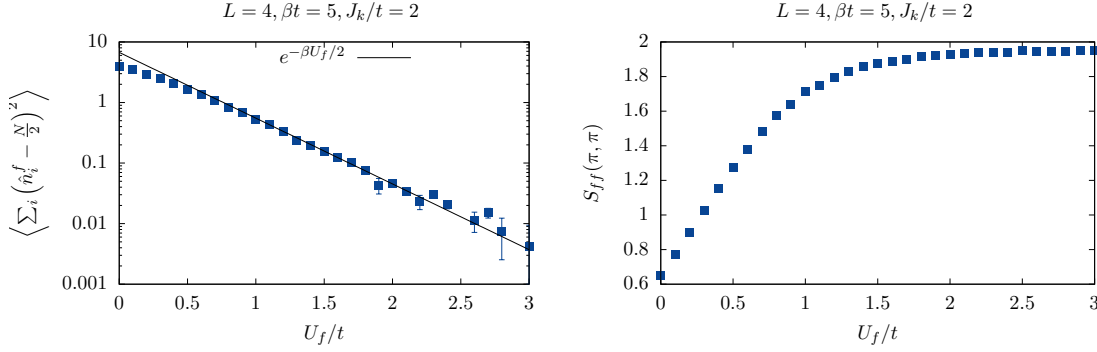 L = 4, βt = 5, J_k/t = 2
e^{-βU_f/2}
⟨∑_i (n̂_i^f − N/2)^2⟩
10
1
0.1
0.01
0.001
0 0.5 1 1.5 2 2.5 3
U_f/t
L = 4, βt = 5, J_k/t = 2
S_{ff}(π, π)
2
1.8
1.6
1.4
1.2
1
0.8
0.6
0 0.5 1 1.5 2 2.5 3
U_f/t